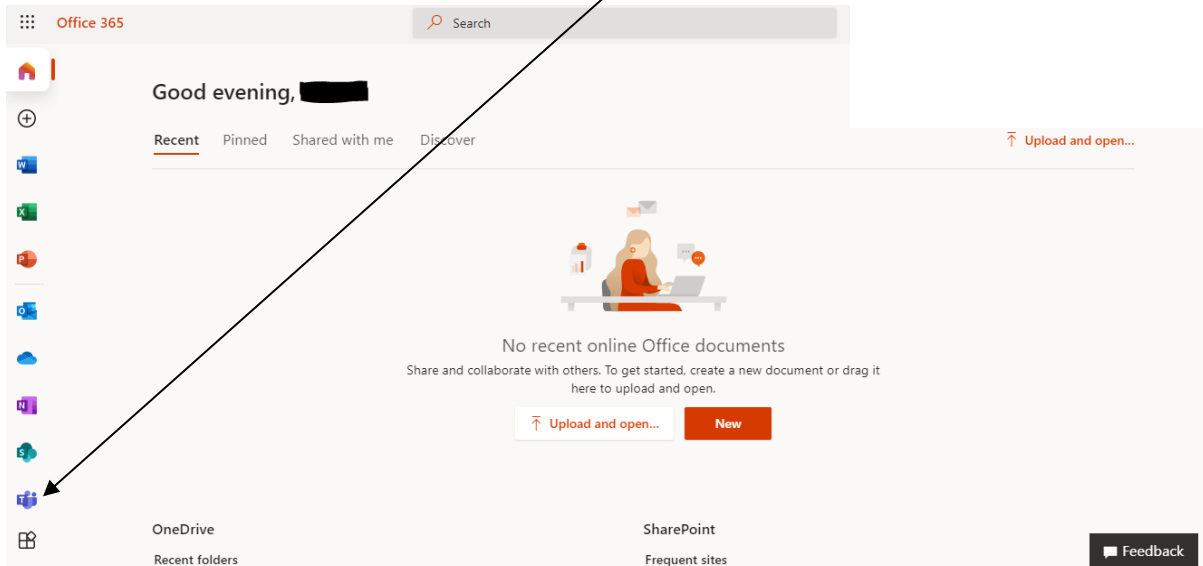 Office 365
Search
Good evening,
Recent Pinned Shared with me Discover
Upload and open...
W
X
P
O
N
S
T
No recent online Office documents
Share and collaborate with others. To get started, create a new document or drag it
here to upload and open.
Upload and open... New
OneDrive SharePoint
Recent folders Frequent sites
Feedback